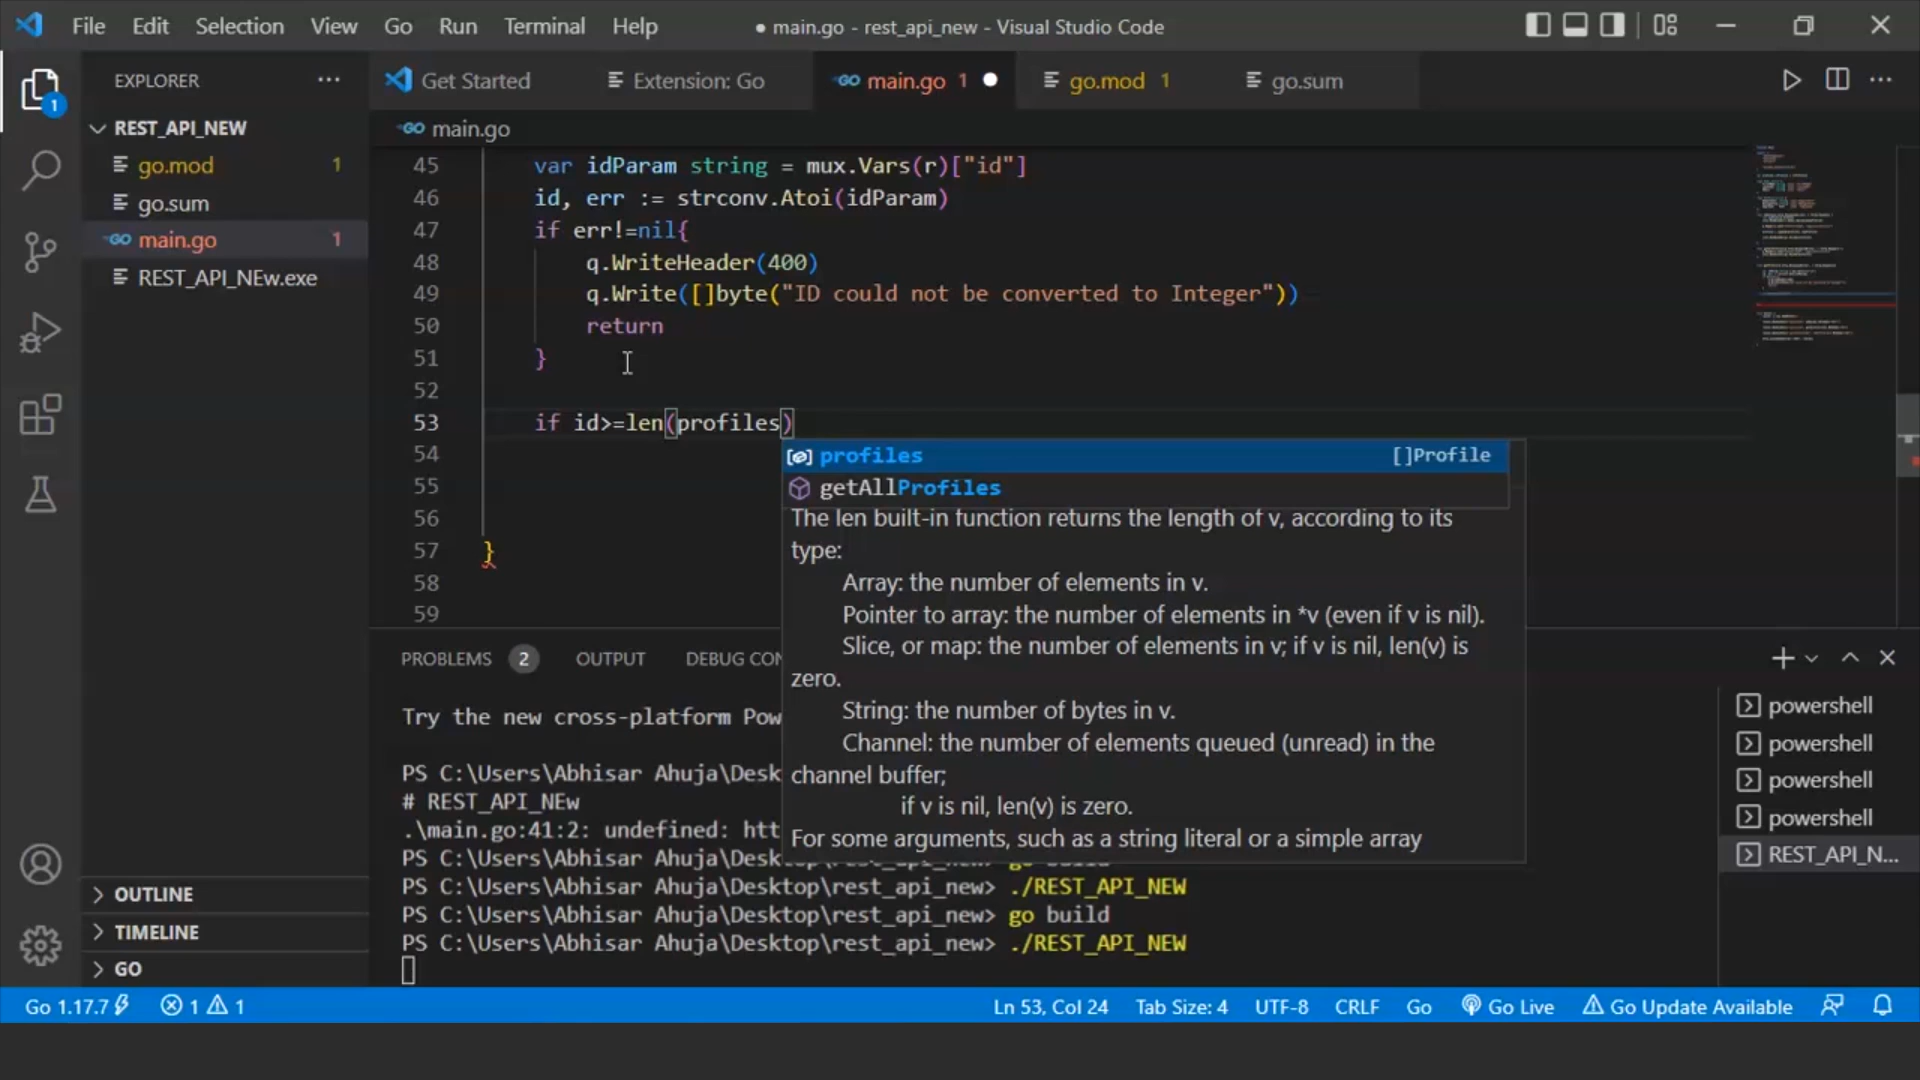 File Edit Selection View Go Run Terminal Help ● main.go - rest_api_new - Visual Studio Code
EXPLORER ···
Get Started Extension: Go main.go 1 ● go.mod 1 go.sum ···
REST_API_NEW
go.mod 1
go.sum
main.go 1
REST_API_NEw.exe
1
main.go
45 var idParam string = mux.Vars(r)["id"]
46 id, err := strconv.Atoi(idParam)
47 if err!=nil{
48 q.WriteHeader(400)
49 q.Write([]byte("ID could not be converted to Integer"))
50 return
51 }
52
53 if id>=len(profiles)
54
55
56
57 }
58
59
profiles []Profile
getAllProfiles
The len built-in function returns the length of v, according to its
type:
Array: the number of elements in v.
Pointer to array: the number of elements in *v (even if v is nil).
Slice, or map: the number of elements in v; if v is nil, len(v) is
zero.
String: the number of bytes in v.
Channel: the number of elements queued (unread) in the
channel buffer;
if v is nil, len(v) is zero.
For some arguments, such as a string literal or a simple array
PROBLEMS 2 OUTPUT DEBUG CON
Try the new cross-platform Pow
PS C:\Users\Abhisar Ahuja\Desk
# REST_API_NEw
.\main.go:41:2: undefined: htt
PS C:\Users\Abhisar Ahuja\Desktop\rest_api_new> go build
PS C:\Users\Abhisar Ahuja\Desktop\rest_api_new> ./REST_API_NEW
PS C:\Users\Abhisar Ahuja\Desktop\rest_api_new> go build
PS C:\Users\Abhisar Ahuja\Desktop\rest_api_new> ./REST_API_NEW
powershell
powershell
powershell
powershell
REST_API_N...
OUTLINE
TIMELINE
GO
Go 1.17.7 1 1 Ln 53, Col 24 Tab Size: 4 UTF-8 CRLF Go Go Live Go Update Available